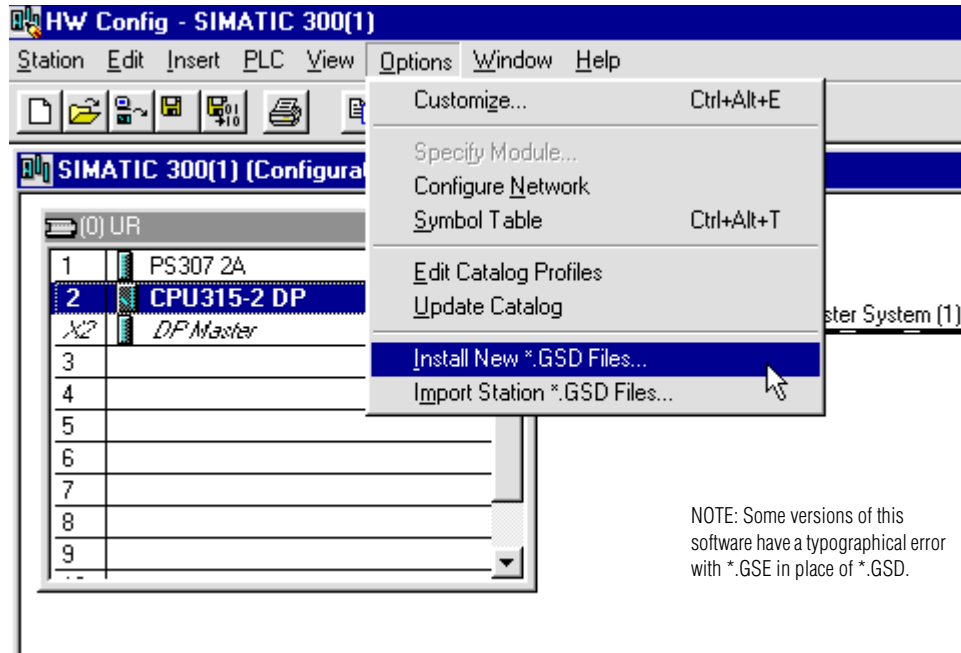 HW Config - SIMATIC 300(1)
Station Edit Insert PLC View Options Window Help
Customize... Ctrl+Alt+E
Specify Module...
Configure Network
Symbol Table Ctrl+Alt+T
Edit Catalog Profiles
Update Catalog
Install New *.GSD Files...
Import Station *.GSD Files...
SIMATIC 300(1) (Configurat
(0) UR
1 PS307 2A
2 CPU315-2 DP
X2 DP Master
3
4
5
6
7
8
9
ster System (1)
NOTE: Some versions of this
software have a typographical error
with *.GSE in place of *.GSD.